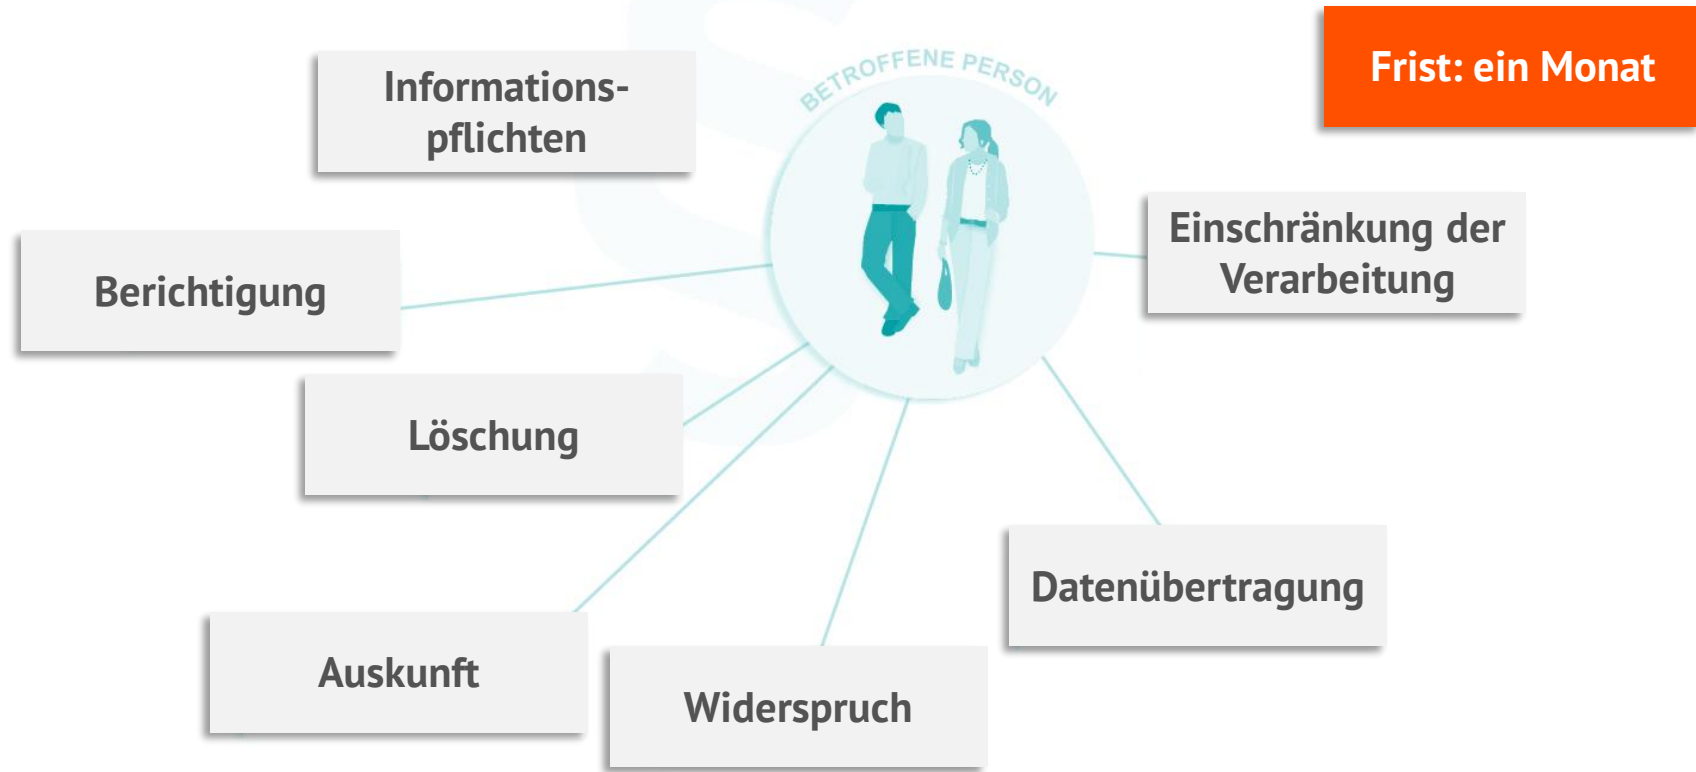 Frist: ein Monat
BETROFFENE PERSON
Informations-
pflichten
Einschränkung der
Verarbeitung
Berichtigung
Löschung
Datenübertragung
Auskunft
Widerspruch